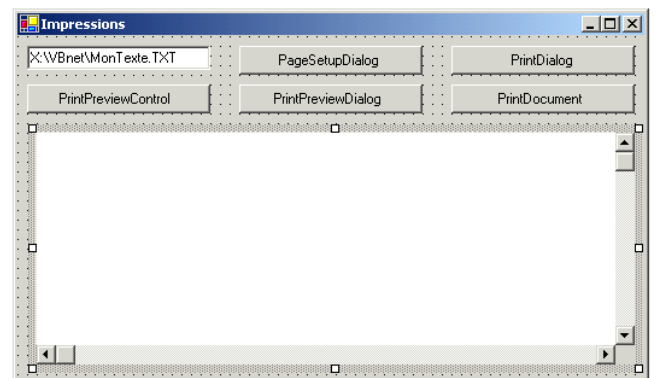 Impressions
X:\VBnet\MonTexte.TXT
PageSetupDialog
PrintDialog
PrintPreviewControl
PrintPreviewDialog
PrintDocument